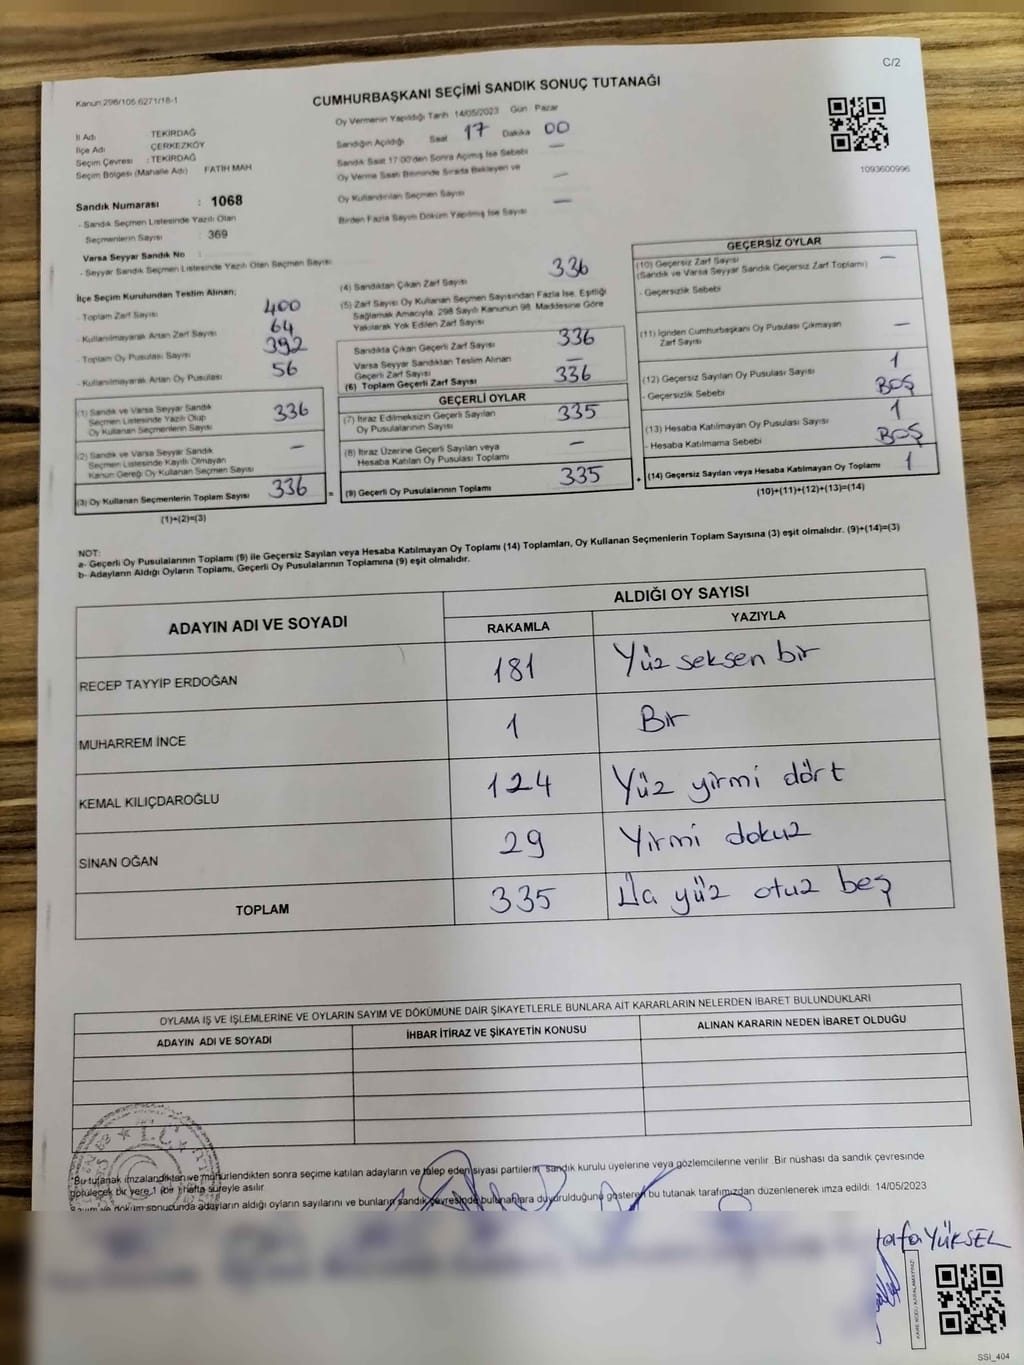 C/2
Kanun:298/105,6271/18-1
CUMHURBAŞKANI SEÇİMİ SANDIK SONUÇ TUTANAĞI
İl Adı : TEKİRDAĞ
İlçe Adı : ÇERKEZKÖY
Seçim Çevresi : TEKİRDAĞ
Seçim Bölgesi (Mahalle Adı) FATİH MAH
Sandık Numarası : 1068
- Sandık Seçmen Listesinde Yazılı Olan
Seçmenlerin Sayısı : 369
Varsa Seyyar Sandık No :
- Seyyar Sandık Seçmen Listesinde Yazılı Olan Seçmen Sayısı:
Oy Vermenin Yapıldığı Tarih 14/05/2023 Gün Pazar
Sandığın Açıldığı Saat 17 Dakika 00
Sandık Saat 17:00'den Sonra Açılmış İse Sebebi —
Oy Verme Saati Bitiminde Sırada Bekleyen ve
Oy Kullandırılan Seçmen Sayısı —
Birden Fazla Sayım Döküm Yapılmış İse Sayısı —
1093600996
İlçe Seçim Kurulundan Teslim Alınan;
- Toplam Zarf Sayısı 400
- Kullanılmayarak Artan Zarf Sayısı 64
- Toplam Oy Pusulası Sayısı 392
- Kullanılmayarak Artan Oy Pusulası 56
(1) Sandık ve Varsa Seyyar Sandık
Seçmen Listesinde Yazılı Olup
Oy Kullanan Seçmenlerin Sayısı 336
(2) Sandık ve Varsa Seyyar Sandık
Seçmen Listesinde Kayıtlı Olmayan
Kanun Gereği Oy Kullanan Seçmen Sayısı —
(3) Oy Kullanan Seçmenlerin Toplam Sayısı 336
(1)+(2)=(3)
(4) Sandıktan Çıkan Zarf Sayısı 336
(5) Zarf Sayısı Oy Kullanan Seçmen Sayısından Fazla İse, Eşitliği
Sağlamak Amacıyla, 298 Sayılı Kanunun 98. Maddesine Göre
Yakılarak Yok Edilen Zarf Sayısı
Sandıkta Çıkan Geçerli Zarf Sayısı 336
Varsa Seyyar Sandıktan Teslim Alınan
Geçerli Zarf Sayısı —
(6) Toplam Geçerli Zarf Sayısı 336
GEÇERLİ OYLAR
(7) İtiraz Edilmeksizin Geçerli Sayılan
Oy Pusulalarının Sayısı 335
(8) İtiraz Üzerine Geçerli Sayılan veya
Hesaba Katılan Oy Pusulası Toplamı —
= (9) Geçerli Oy Pusulalarının Toplamı 335
GEÇERSİZ OYLAR
(10) Geçersiz Zarf Sayısı —
(Sandık ve Varsa Seyyar Sandık Geçersiz Zarf Toplamı)
- Geçersizlik Sebebi
(11) İçinden Cumhurbaşkanı Oy Pusulası Çıkmayan
Zarf Sayısı —
(12) Geçersiz Sayılan Oy Pusulası Sayısı 1
- Geçersizlik Sebebi BOŞ
(13) Hesaba Katılmayan Oy Pusulası Sayısı 1
- Hesaba Katılmama Sebebi BOŞ
+ (14) Geçersiz Sayılan veya Hesaba Katılmayan Oy Toplamı 1
(10)+(11)+(12)+(13)=(14)
NOT:
a- Geçerli Oy Pusulalarının Toplamı (9) ile Geçersiz Sayılan veya Hesaba Katılmayan Oy Toplamı (14) Toplamları, Oy Kullanan Seçmenlerin Toplam Sayısına (3) eşit olmalıdır. (9)+(14)=(3)
b- Adayların Aldığı Oyların Toplamı, Geçerli Oy Pusulalarının Toplamına (9) eşit olmalıdır.
ADAYIN ADI VE SOYADI ALDIĞI OY SAYISI
RAKAMLA YAZIYLA
RECEP TAYYİP ERDOĞAN 181 Yüz seksen bir
MUHARREM İNCE 1 Bir
KEMAL KILIÇDAROĞLU 124 Yüz yirmi dört
SİNAN OĞAN 29 Yirmi dokuz
TOPLAM 335 yüz otuz beş
OYLAMA İŞ VE İŞLEMLERİNE VE OYLARIN SAYIM VE DÖKÜMÜNE DAİR ŞİKAYETLERLE BUNLARA AİT KARARLARIN NELERDEN İBARET BULUNDUKLARI
ADAYIN ADI VE SOYADI İHBAR İTİRAZ VE ŞİKAYETİN KONUSU ALINAN KARARIN NEDEN İBARET OLDUĞU
T.C.
*Bu tutanak imzalandıktan ve mühürlendikten sonra seçime katılan adayların ve talep eden siyasi partilerin, sandık kurulu üyelerine veya gözlemcilerine verilir. Bir nüshası da sandık çevresinde
görülecek bir yere 1 (bir) hafta süreyle asılır.
Sayım ve döküm sonucunda adayların aldığı oyların sayılarını ve bunların sandık çevresinde bulunanlara duyurulduğunu gösteren bu tutanak tarafımızdan düzenlenerek imza edildi. 14/05/2023
tafa YÜKSEL
KARE KODU KARALAMAYINIZ!
SSI_404